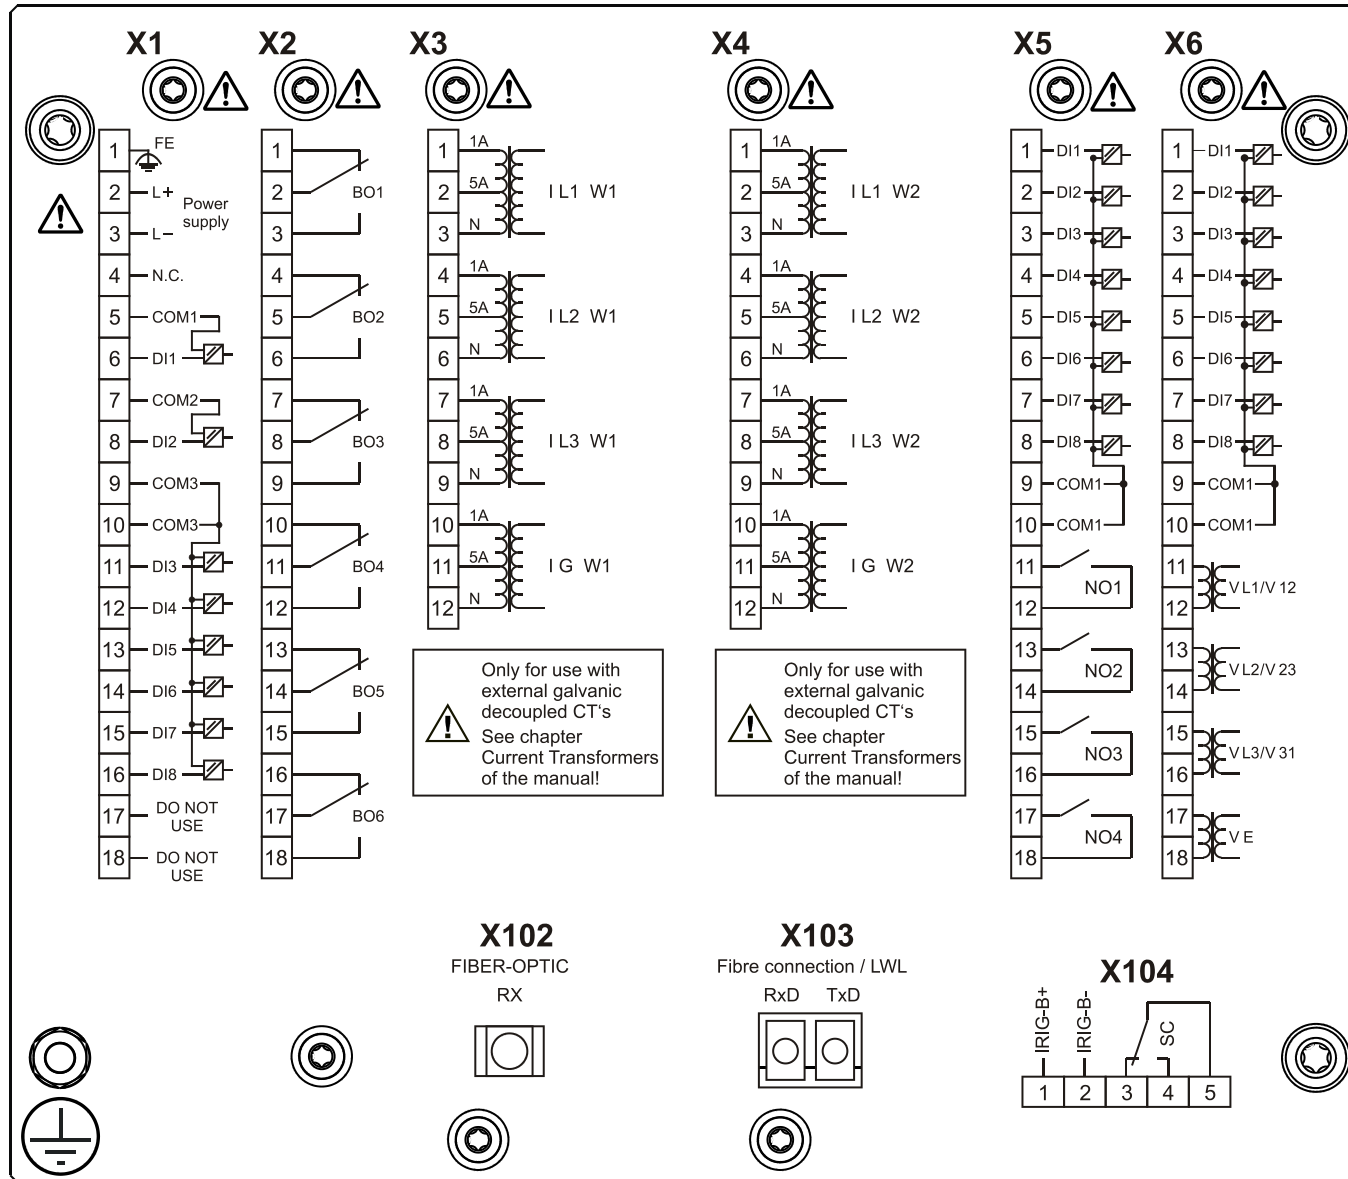 X1
1 FE
2 L+ Power
3 L– supply
4 N.C.
5 COM1
6 DI1
7 COM2
8 DI2
9 COM3
10 COM3
11 DI3
12 DI4
13 DI5
14 DI6
15 DI7
16 DI8
17 DO NOT
USE
18 DO NOT
USE
X2
1
2 BO1
3
4
5 BO2
6
7
8 BO3
9
10
11 BO4
12
13
14 BO5
15
16
17 BO6
18
X3
1 1A
2 5A I L1 W1
3 N
4 1A
5 5A I L2 W1
6 N
7 1A
8 5A I L3 W1
9 N
10 1A
11 5A I G W1
12 N
Only for use with
external galvanic
decoupled CT‘s
See chapter
Current Transformers
of the manual!
X4
1 1A
2 5A I L1 W2
3 N
4 1A
5 5A I L2 W2
6 N
7 1A
8 5A I L3 W2
9 N
10 1A
11 5A I G W2
12 N
Only for use with
external galvanic
decoupled CT‘s
See chapter
Current Transformers
of the manual!
X5
1 DI1
2 DI2
3 DI3
4 DI4
5 DI5
6 DI6
7 DI7
8 DI8
9 COM1
10 COM1
11
NO1
12
13
NO2
14
15
NO3
16
17
NO4
18
X6
1 DI1
2 DI2
3 DI3
4 DI4
5 DI5
6 DI6
7 DI7
8 DI8
9 COM1
10 COM1
11
V L1/V 12
12
13
V L2/V 23
14
15
V L3/V 31
16
17
V E
18
X102
FIBER-OPTIC
RX
X103
Fibre connection / LWL
RxD TxD
X104
IRIG-B+
IRIG-B-
SC
1 2 3 4 5